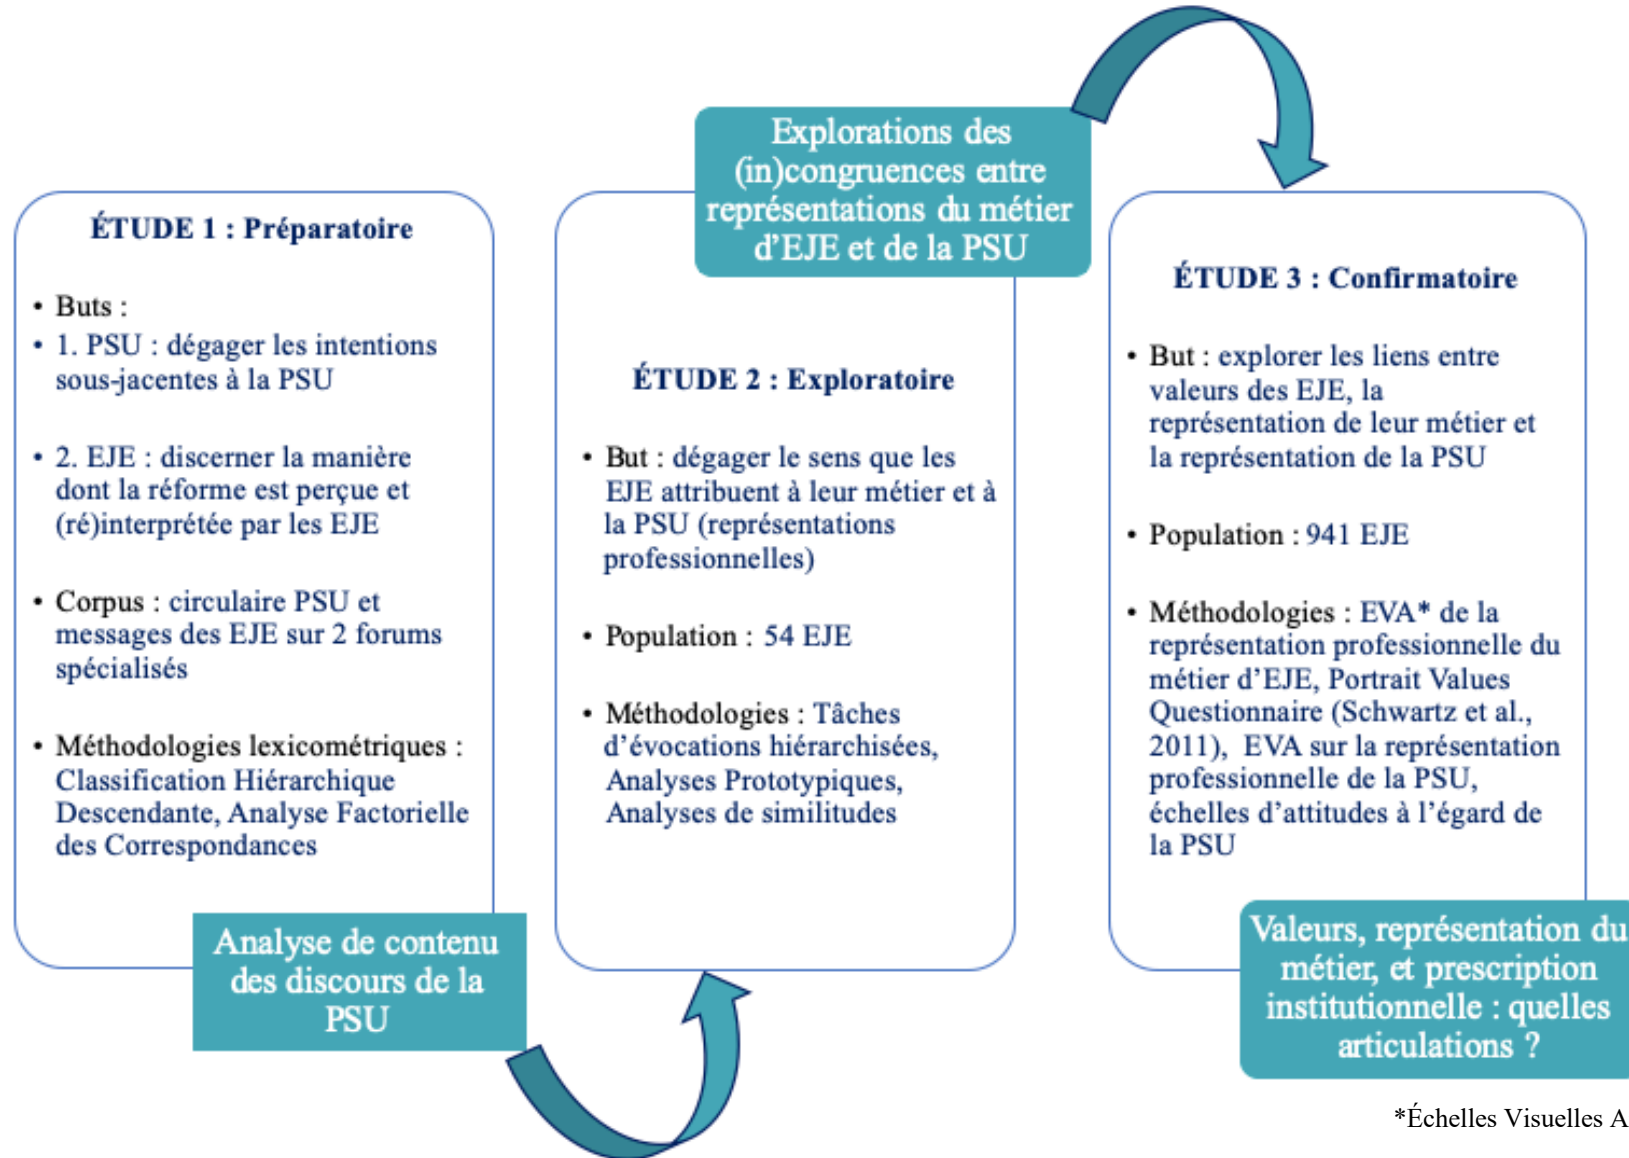 ÉTUDE 1 : Préparatoire
• Buts :
• 1. PSU : dégager les intentions
sous-jacentes à la PSU
• 2. EJE : discerner la manière
dont la réforme est perçue et
(ré)interprétée par les EJE
• Corpus : circulaire PSU et
messages des EJE sur 2 forums
spécialisés
• Méthodologies lexicométriques :
Classification Hiérarchique
Descendante, Analyse Factorielle
des Correspondances
Analyse de contenu
des discours de la
PSU
Explorations des
(in)congruences entre
représentations du métier
d'EJE et de la PSU
ÉTUDE 2 : Exploratoire
• But : dégager le sens que les
EJE attribuent à leur métier et à
la PSU (représentations
professionnelles)
• Population : 54 EJE
• Méthodologies : Tâches
d'évocations hiérarchisées,
Analyses Prototypiques,
Analyses de similitudes
ÉTUDE 3 : Confirmatoire
• But : explorer les liens entre
valeurs des EJE, la
représentation de leur métier et
la représentation de la PSU
• Population : 941 EJE
• Méthodologies : EVA* de la
représentation professionnelle du
métier d'EJE, Portrait Values
Questionnaire (Schwartz et al.,
2011), EVA sur la représentation
professionnelle de la PSU,
échelles d'attitudes à l'égard de
la PSU
Valeurs, représentation du
métier, et prescription
institutionnelle : quelles
articulations ?
*Échelles Visuelles A